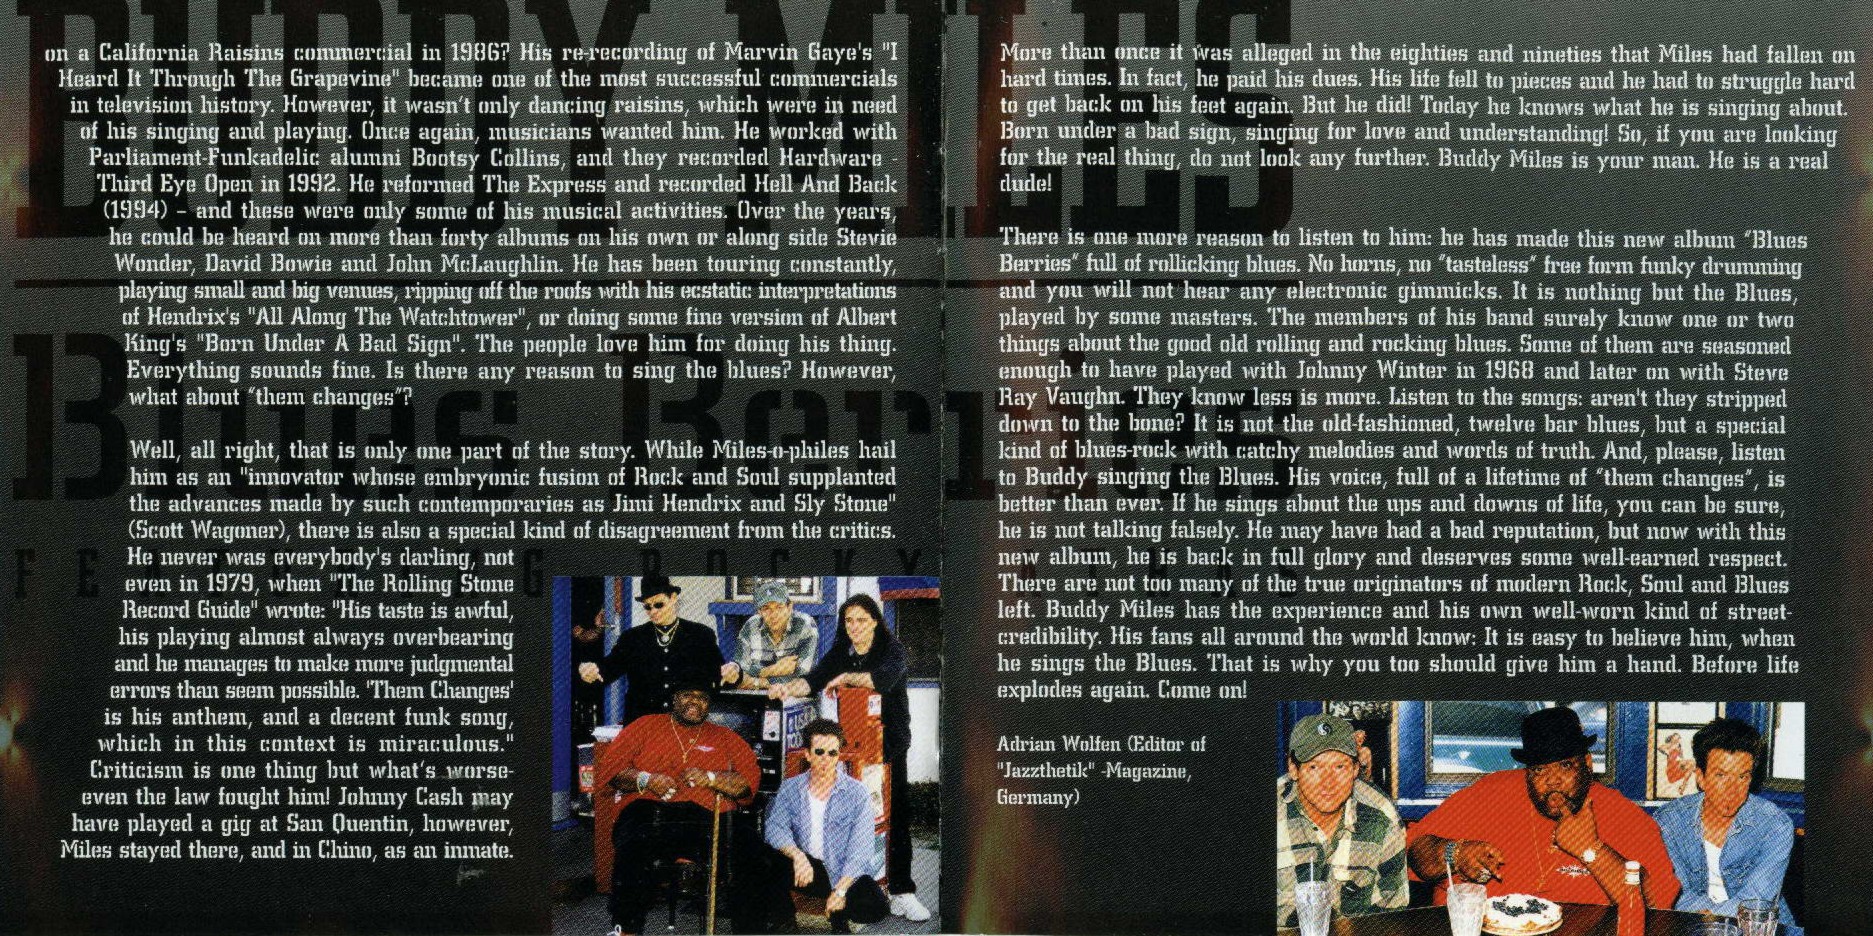 BUDDY MILES
Blues Berries
on a California Raisins commercial in 1986? His re-recording of Marvin Gaye's "I
Heard It Through The Grapevine" became one of the most successful commercials
in television history. However, it wasn't only dancing raisins, which were in need
of his singing and playing. Once again, musicians wanted him. He worked with
Parliament-Funkadelic alumni Bootsy Collins, and they recorded Hardware -
Third Eye Open in 1992. He reformed The Express and recorded Hell And Back
(1994) - and these were only some of his musical activities. Over the years,
he could be heard on more than forty albums on his own or along side Stevie
Wonder, David Bowie and John McLaughlin. He has been touring constantly,
playing small and big venues, ripping off the roofs with his ecstatic interpretations
of Hendrix's "All Along The Watchtower", or doing some fine version of Albert
King's "Born Under A Bad Sign". The people love him for doing his thing.
Everything sounds fine. Is there any reason to sing the blues? However,
what about "them changes"?
Well, all right, that is only one part of the story. While Miles-o-philes hail
him as an "innovator whose embryonic fusion of Rock and Soul supplanted
the advances made by such contemporaries as Jimi Hendrix and Sly Stone"
(Scott Wagoner), there is also a special kind of disagreement from the critics.
He never was everybody's darling, not
even in 1979, when "The Rolling Stone
Record Guide" wrote: "His taste is awful,
his playing almost always overbearing
and he manages to make more judgmental
errors than seem possible. 'Them Changes'
is his anthem, and a decent funk song,
which in this context is miraculous."
Criticism is one thing but what's worse-
even the law fought him! Johnny Cash may
have played a gig at San Quentin, however,
Miles stayed there, and in Chino, as an inmate.
More than once it was alleged in the eighties and nineties that Miles had fallen on
hard times. In fact, he paid his dues. His life fell to pieces and he had to struggle hard
to get back on his feet again. But he did! Today he knows what he is singing about.
Born under a bad sign, singing for love and understanding! So, if you are looking
for the real thing, do not look any further. Buddy Miles is your man. He is a real
dude!
There is one more reason to listen to him: he has made this new album "Blues
Berries" full of rollicking blues. No horns, no "tasteless" free form funky drumming
and you will not hear any electronic gimmicks. It is nothing but the Blues,
played by some masters. The members of his band surely know one or two
things about the good old rolling and rocking blues. Some of them are seasoned
enough to have played with Johnny Winter in 1968 and later on with Steve
Ray Vaughn. They know less is more. Listen to the songs: aren't they stripped
down to the bone? It is not the old-fashioned, twelve bar blues, but a special
kind of blues-rock with catchy melodies and words of truth. And, please, listen
to Buddy singing the Blues. His voice, full of a lifetime of "them changes", is
better than ever. If he sings about the ups and downs of life, you can be sure,
he is not talking falsely. He may have had a bad reputation, but now with this
new album, he is back in full glory and deserves some well-earned respect.
There are not too many of the true originators of modern Rock, Soul and Blues
left. Buddy Miles has the experience and his own well-worn kind of street-
credibility. His fans all around the world know: It is easy to believe him, when
he sings the Blues. That is why you too should give him a hand. Before life
explodes again. Come on!
Adrian Wolfen (Editor of
"Jazzthetik" -Magazine,
Germany)